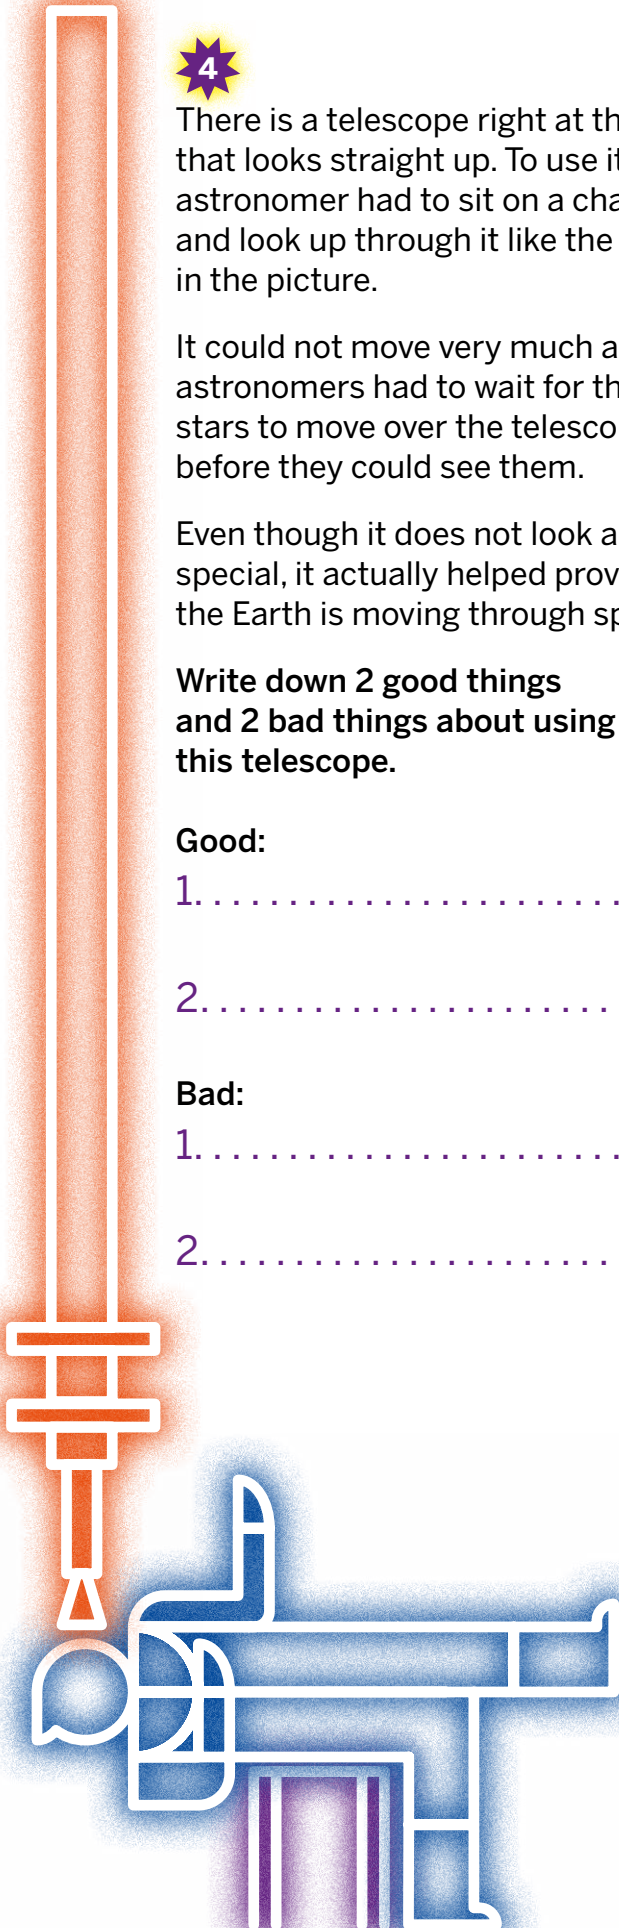 4
There is a telescope right at th
that looks straight up. To use it
astronomer had to sit on a cha
and look up through it like the
in the picture.
It could not move very much a
astronomers had to wait for th
stars to move over the telesco
before they could see them.
Even though it does not look a
special, it actually helped prov
the Earth is moving through sp
Write down 2 good things
and 2 bad things about using
this telescope.
Good:
1. . . . . . . . . . . . . . . . . . . . . . . .
2. . . . . . . . . . . . . . . . . . . . . .
Bad:
1. . . . . . . . . . . . . . . . . . . . . . . .
2. . . . . . . . . . . . . . . . . . . . . .